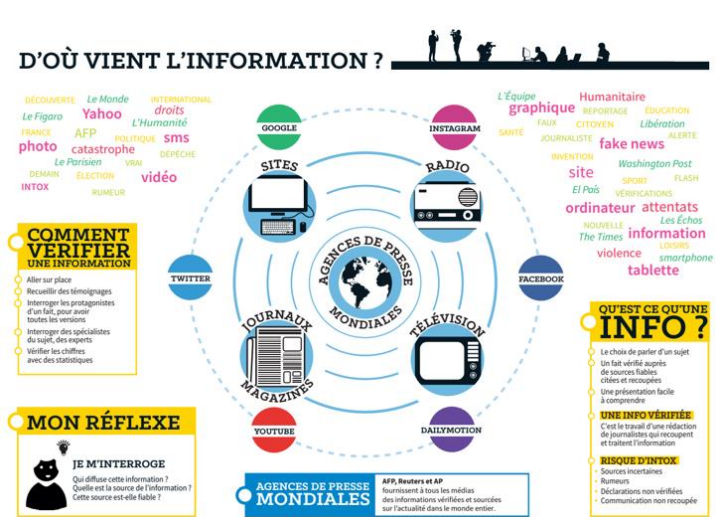 D'OÙ VIENT L'INFORMATION ?
DÉCOUVERTE Le Monde INTERNATIONAL
Le Figaro Yahoo droits
L'Humanité
FRANCE AFP POLITIQUE sms
photo catastrophe DÉPÊCHE
Le Parisien VRAI
DEMAIN ÉLECTION vidéo
INTOX RUMEUR
L'Équipe Humanitaire
graphique REPORTAGE ÉDUCATION
FAUX CITOYEN Libération
SANTÉ JOURNALISTE fake news ALERTE
INVENTION Washington Post
site SPORT FLASH
El País VÉRIFICATIONS
ordinateur attentats
NOUVELLE Les Échos
The Times information
LOISIRS
violence smartphone
tablette
GOOGLE
INSTAGRAM
SITES
RADIO
TWITTER
AGENCES DE PRESSE
MONDIALES
FACEBOOK
JOURNAUX
MAGAZINES
TÉLÉVISION
YOUTUBE
DAILYMOTION
COMMENT
VÉRIFIER
UNE INFORMATION
Aller sur place
Recueillir des témoignages
Interroger les protagonistes
d'un fait, pour avoir
toutes les versions
Interroger des spécialistes
du sujet, des experts
Vérifier les chiffres
avec des statistiques
MON RÉFLEXE
JE M'INTERROGE
Qui diffuse cette information ?
Quelle est la source de l'information ?
Cette source est-elle fiable ?
AGENCES DE PRESSE
MONDIALES
AFP, Reuters et AP
fournissent à tous les médias
des informations vérifiées et sourcées
sur l'actualité dans le monde entier.
QU'EST CE QU'UNE
INFO ?
Le choix de parler d'un sujet
Un fait vérifié auprès
de sources fiables
citées et recoupées
Une présentation facile
à comprendre
UNE INFO VÉRIFIÉE
C'est le travail d'une rédaction
de journalistes qui recoupent
et traitent l'information
RISQUE D'INTOX
• Sources incertaines
• Rumeurs
• Déclarations non vérifiées
• Communication non recoupée